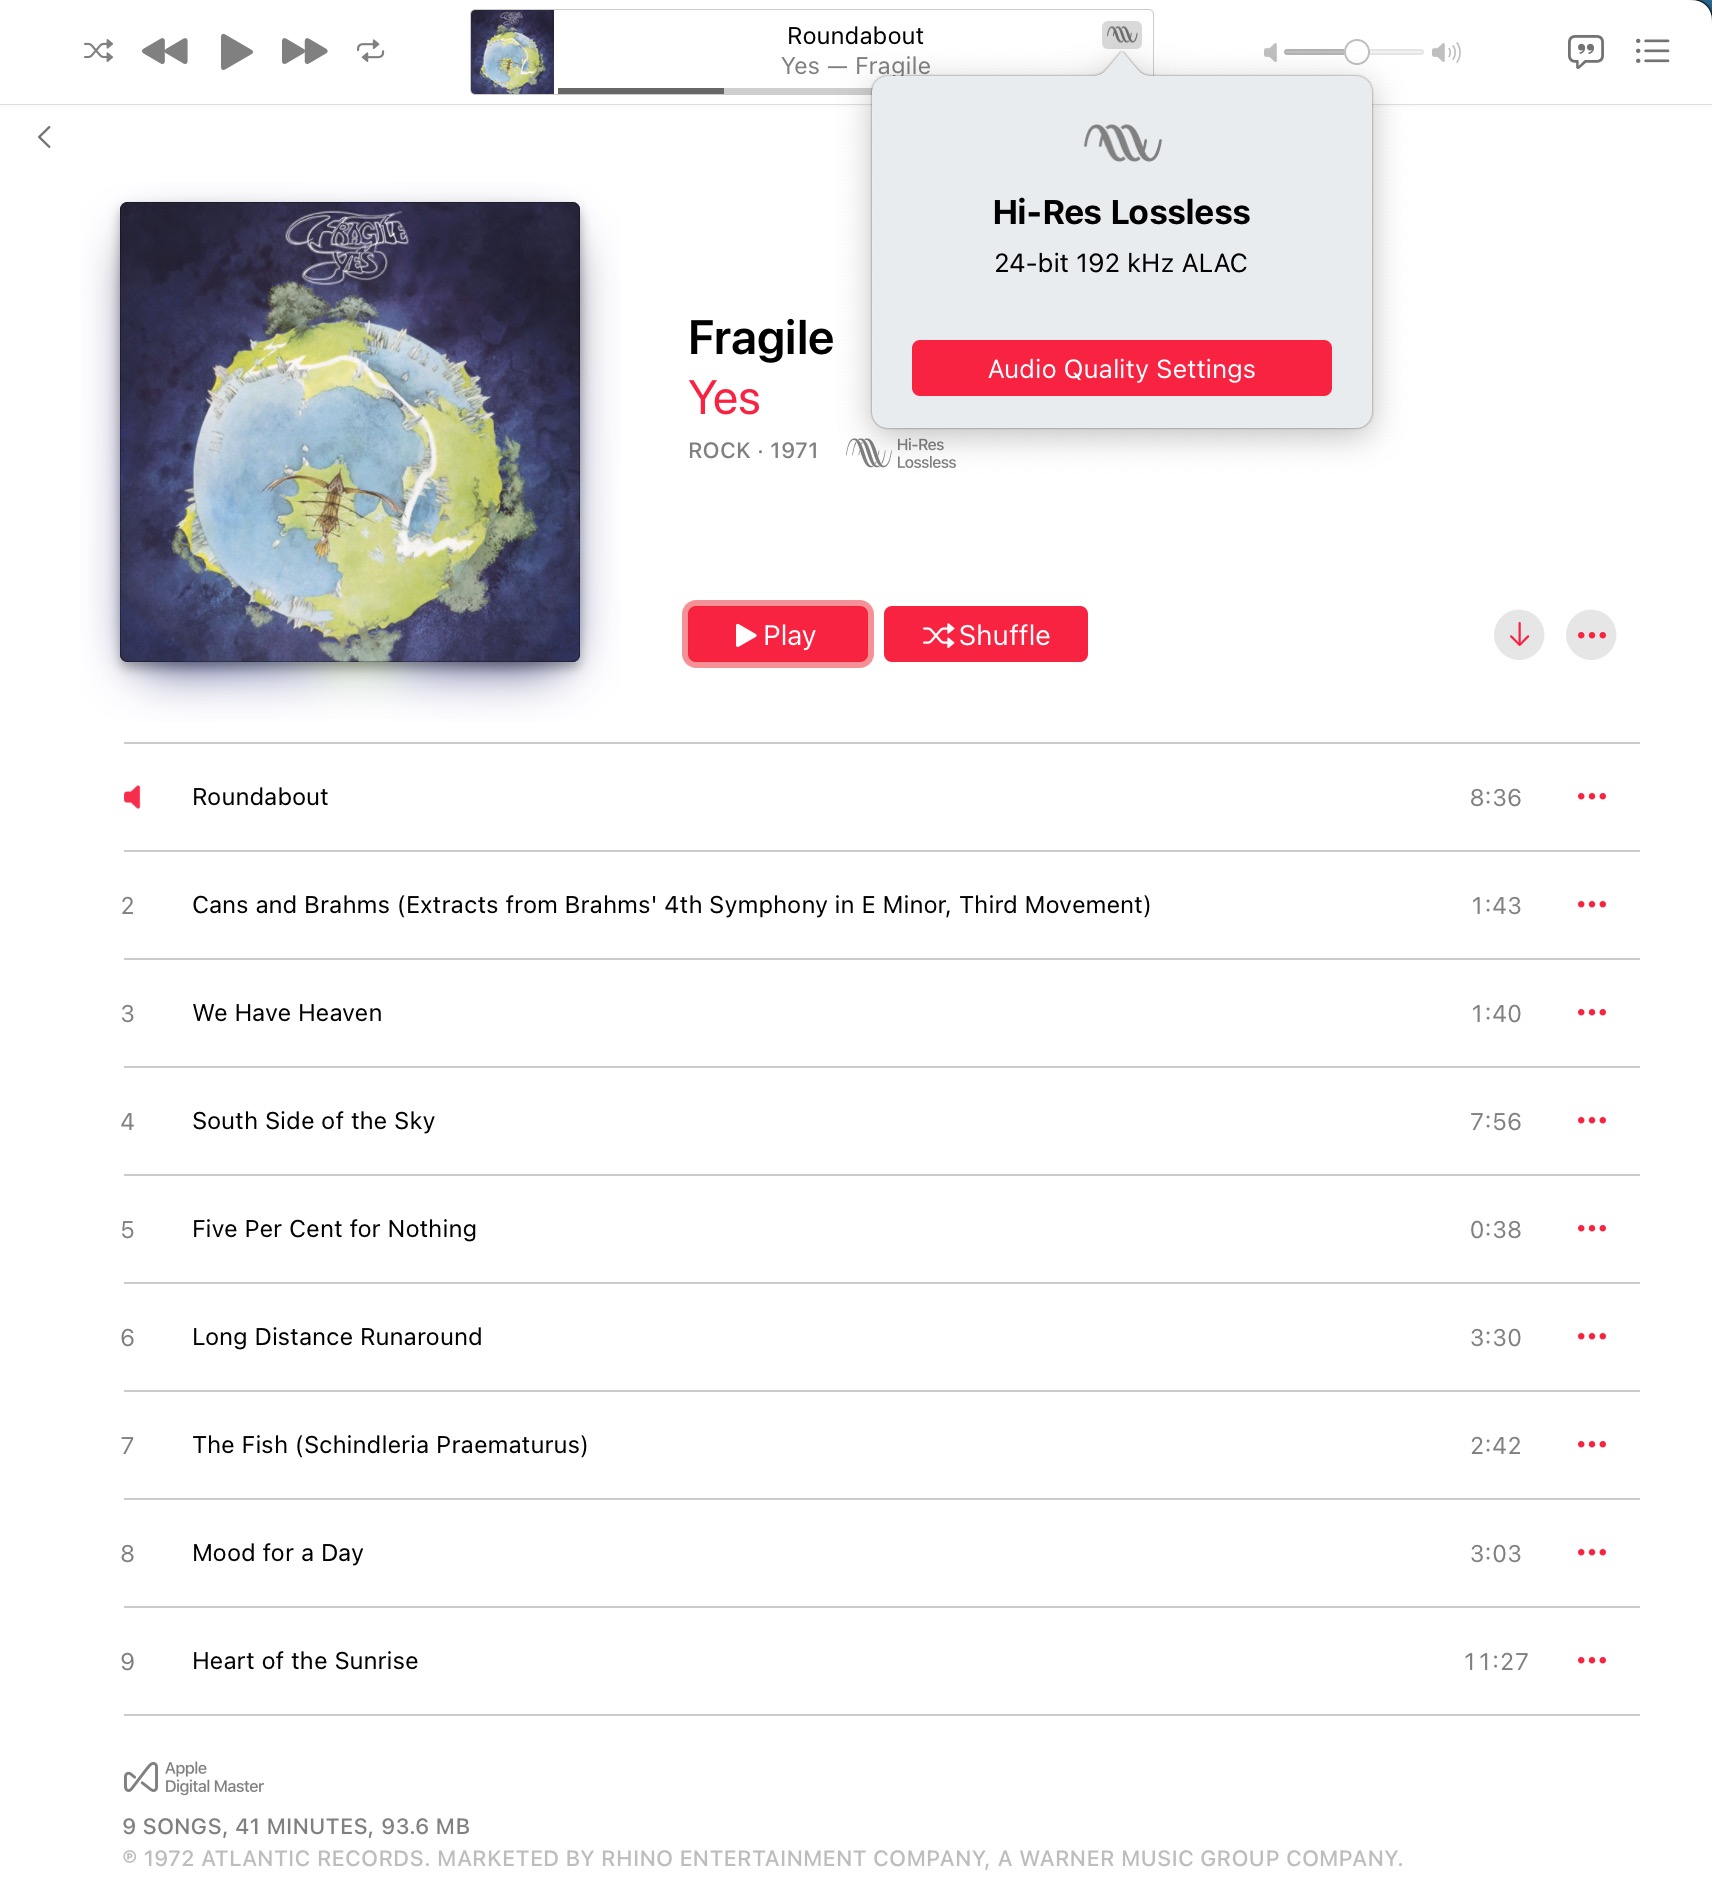 Roundabout
Yes — Fragile
Hi-Res Lossless
24-bit 192 kHz ALAC
Audio Quality Settings
FRAGILE
YES
Fragile
Yes
ROCK · 1971
Hi-Res
Lossless
Play
Shuffle
Roundabout 8:36
2 Cans and Brahms (Extracts from Brahms' 4th Symphony in E Minor, Third Movement) 1:43
3 We Have Heaven 1:40
4 South Side of the Sky 7:56
5 Five Per Cent for Nothing 0:38
6 Long Distance Runaround 3:30
7 The Fish (Schindleria Praematurus) 2:42
8 Mood for a Day 3:03
9 Heart of the Sunrise 11:27
Apple
Digital Master
9 SONGS, 41 MINUTES, 93.6 MB
℗ 1972 ATLANTIC RECORDS. MARKETED BY RHINO ENTERTAINMENT COMPANY, A WARNER MUSIC GROUP COMPANY.